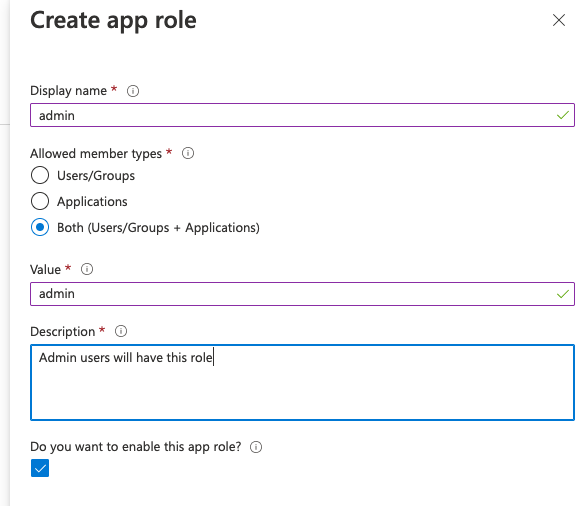 Create app role
Display name *
admin
Allowed member types *
Users/Groups
Applications
Both (Users/Groups + Applications)
Value *
admin
Description *
Admin users will have this role
Do you want to enable this app role?